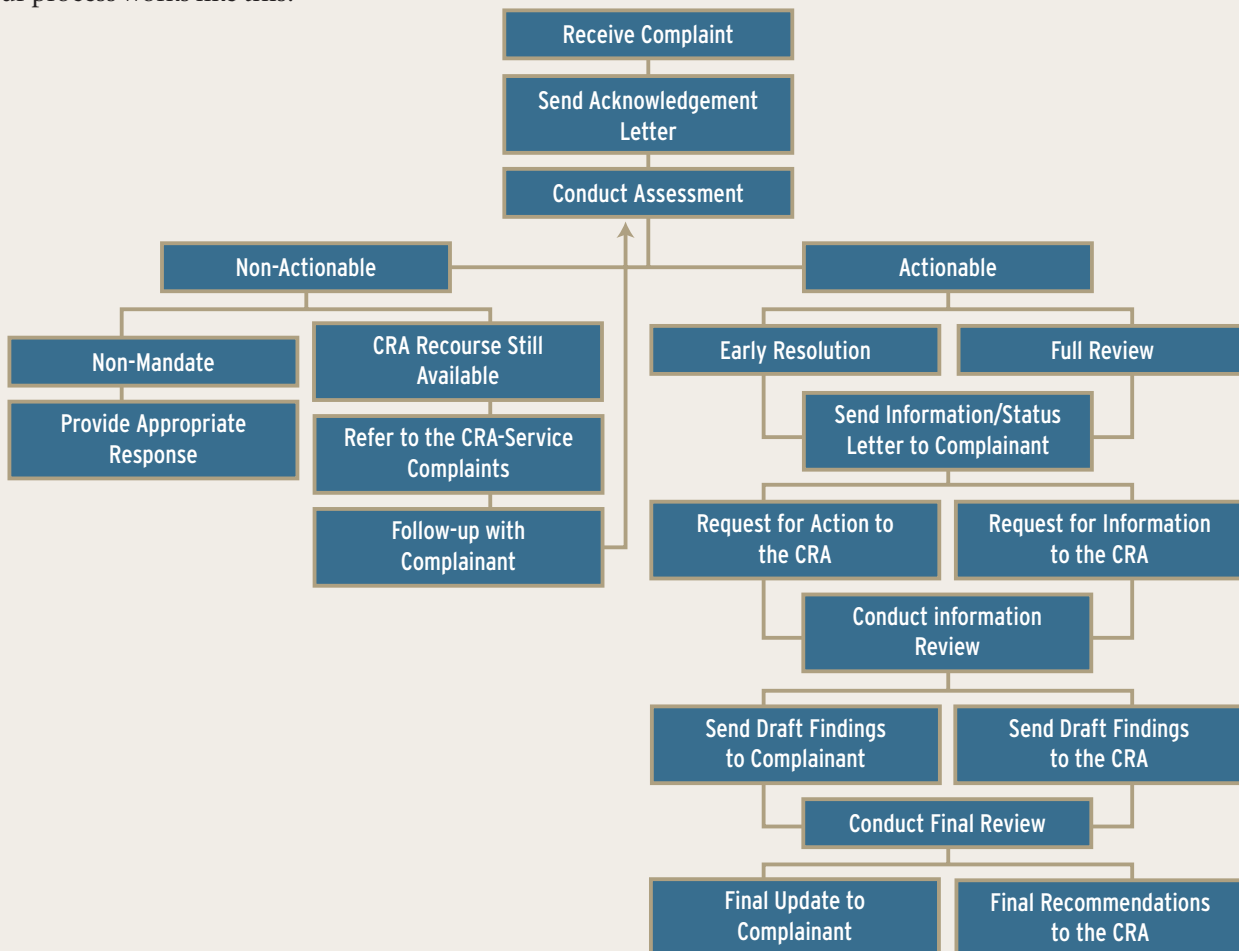 process works like this:
Receive Complaint
Send Acknowledgement
Letter
Conduct Assessment
Non-Actionable
Actionable
Non-Mandate
CRA Recourse Still
Available
Early Resolution
Full Review
Provide Appropriate
Response
Refer to the CRA-Service
Complaints
Send Information/Status
Letter to Complainant
Follow-up with
Complainant
Request for Action to
the CRA
Request for Information
to the CRA
Conduct information
Review
Send Draft Findings
to Complainant
Send Draft Findings
to the CRA
Conduct Final Review
Final Update to
Complainant
Final Recommendations
to the CRA